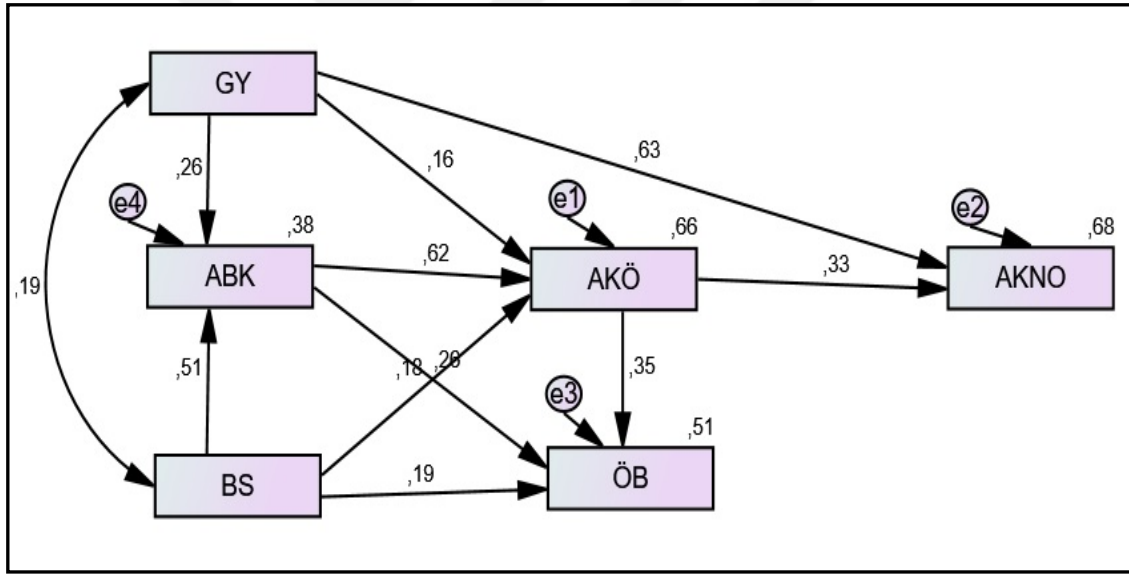 GY
,26
,16
,63
e4
e1
e2
,38
,66
,68
,19
ABK
,62
AKÖ
,33
AKNO
,51
,18
,26
,35
e3
,51
BS
,19
ÖB